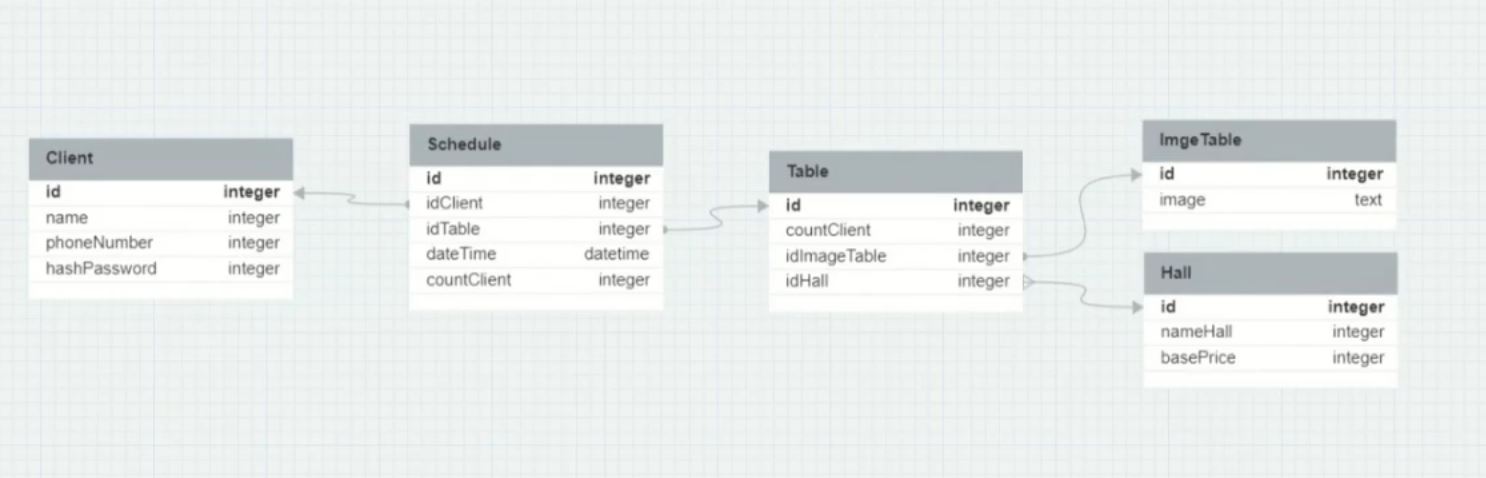 Client
id integer
name integer
phoneNumber integer
hashPassword integer
Schedule
id integer
idClient integer
idTable integer
dateTime datetime
countClient integer
Table
id integer
countClient integer
idImageTable integer
idHall integer
ImgeTable
id integer
image text
Hall
id integer
nameHall integer
basePrice integer